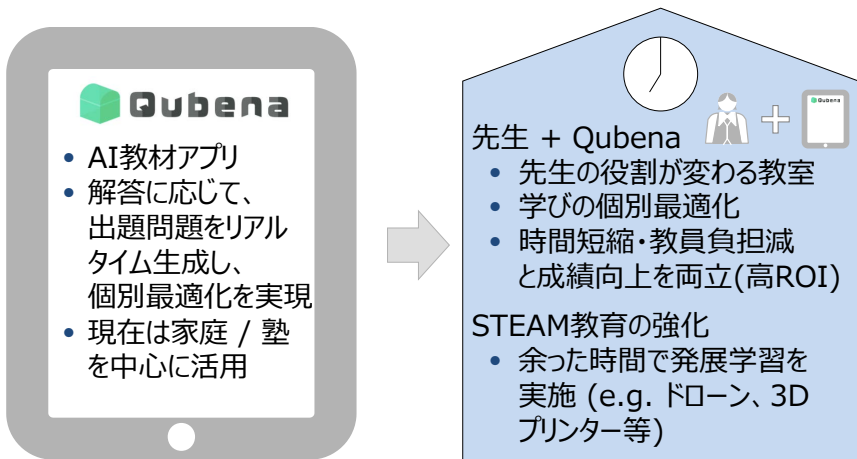 Qubena
• AI教材アプリ
• 解答に応じて、
出題問題をリアル
タイム生成し、
個別最適化を実現
• 現在は家庭 / 塾
を中心に活用
Qubena
先生 + Qubena
• 先生の役割が変わる教室
• 学びの個別最適化
• 時間短縮・教員負担減
と成績向上を両立(高ROI)
STEAM教育の強化
• 余った時間で発展学習を
実施 (e.g. ドローン、3D
プリンター等)